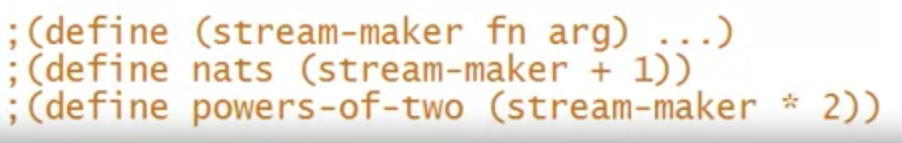 ;(define (stream-maker fn arg) ...)
;(define nats (stream-maker + 1))
;(define powers-of-two (stream-maker * 2))